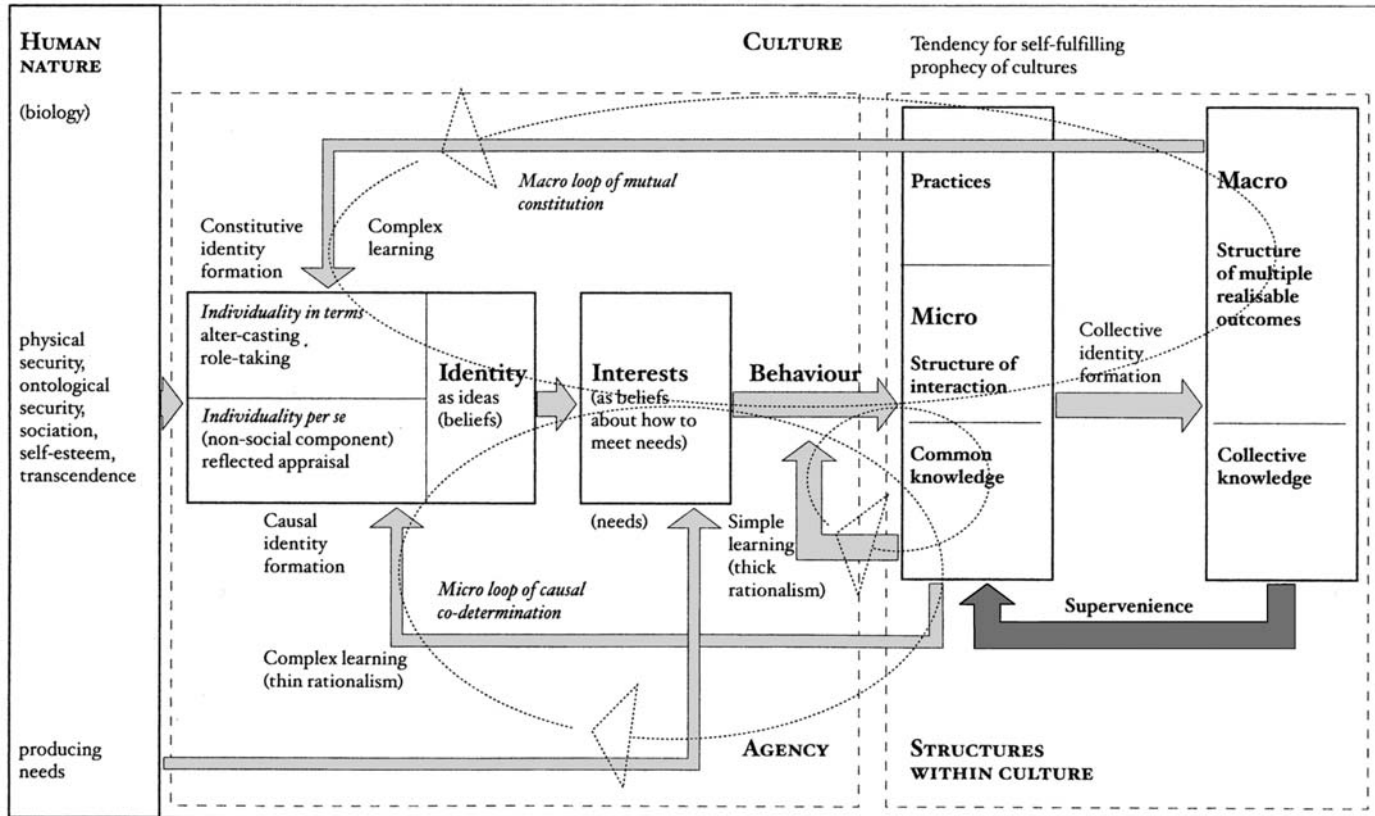 HUMAN
NATURE
(biology)
physical
security,
ontological
security,
sociation,
self-esteem,
transcendence
producing
needs
CULTURE
Tendency for self-fulfilling
prophecy of cultures
Macro loop of mutual
constitution
Constitutive
identity
formation
Complex
learning
Individuality in terms
alter-casting
role-taking
Individuality per se
(non-social component)
reflected appraisal
Identity
as ideas
(beliefs)
Interests
(as beliefs
about how to
meet needs)
(needs)
Behaviour
Causal
identity
formation
Micro loop of causal
co-determination
Complex learning
(thin rationalism)
Simple
learning
(thick
rationalism)
AGENCY
Practices
Micro
Structure of
interaction
Common
knowledge
Collective
identity
formation
Macro
Structure
of multiple
realisable
outcomes
Collective
knowledge
Supervenience
STRUCTURES
WITHIN CULTURE